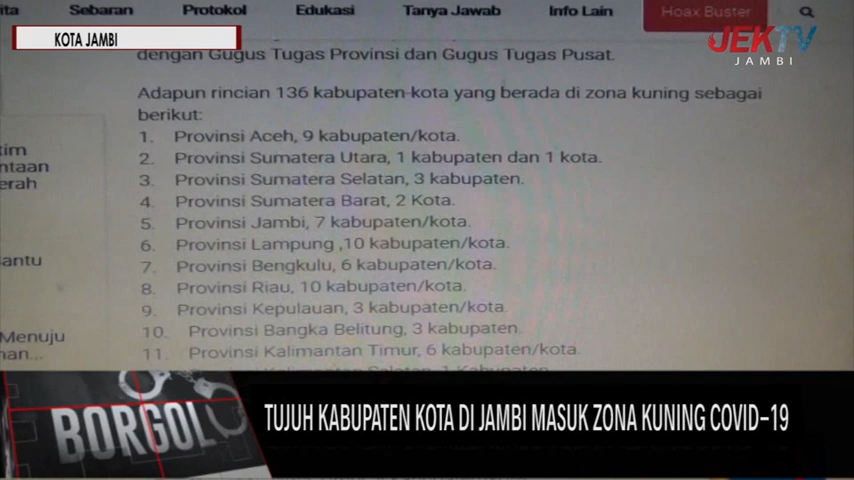 Sebaran Protokol Edukasi Tanya Jawab Info Lain Hoax Buster
KOTA JAMBI
JEKTV
JAMBI
dengan Gugus Tugas Provinsi dan Gugus Tugas Pusat.
Adapun rincian 136 kabupaten-kota yang berada di zona kuning sebagai
berikut:
1. Provinsi Aceh, 9 kabupaten/kota.
2. Provinsi Sumatera Utara, 1 kabupaten dan 1 kota.
3. Provinsi Sumatera Selatan, 3 kabupaten.
4. Provinsi Sumatera Barat, 2 Kota.
5. Provinsi Jambi, 7 kabupaten/kota.
6. Provinsi Lampung ,10 kabupaten/kota.
7. Provinsi Bengkulu, 6 kabupaten/kota.
8. Provinsi Riau, 10 kabupaten/kota.
9. Provinsi Kepulauan, 3 kabupaten/kota.
10. Provinsi Bangka Belitung, 3 kabupaten.
11. Provinsi Kalimantan Timur, 6 kabupaten/kota.
Menuju
BORGOL
TUJUH KABUPATEN KOTA DI JAMBI MASUK ZONA KUNING COVID-19